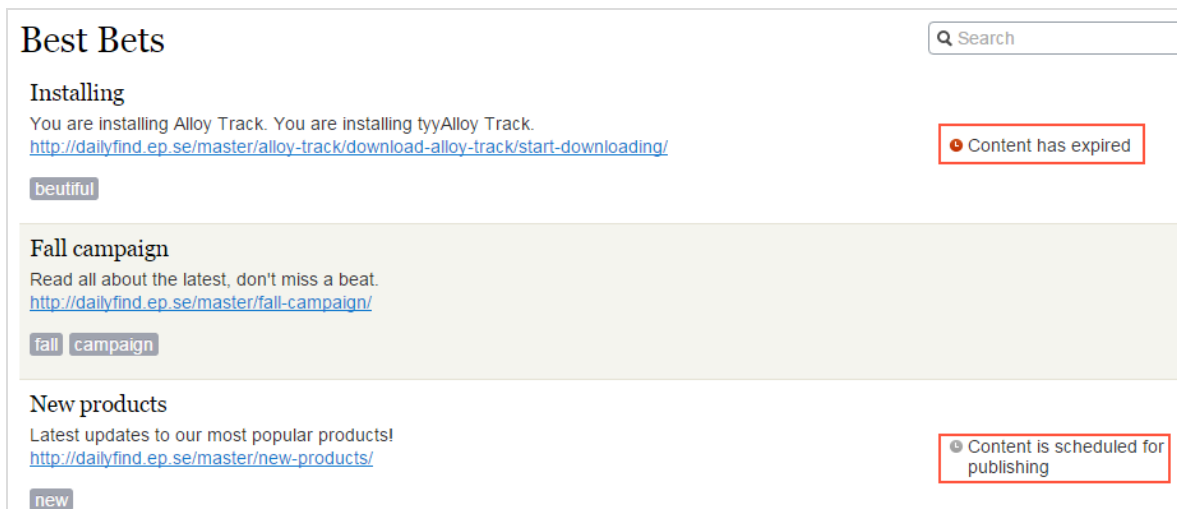 Best Bets
Search
Installing
You are installing Alloy Track. You are installing tyyAlloy Track.
http://dailyfind.ep.se/master/alloy-track/download-alloy-track/start-downloading/
Content has expired
beutiful
Fall campaign
Read all about the latest, don't miss a beat.
http://dailyfind.ep.se/master/fall-campaign/
fall campaign
New products
Latest updates to our most popular products!
http://dailyfind.ep.se/master/new-products/
Content is scheduled for
publishing
new